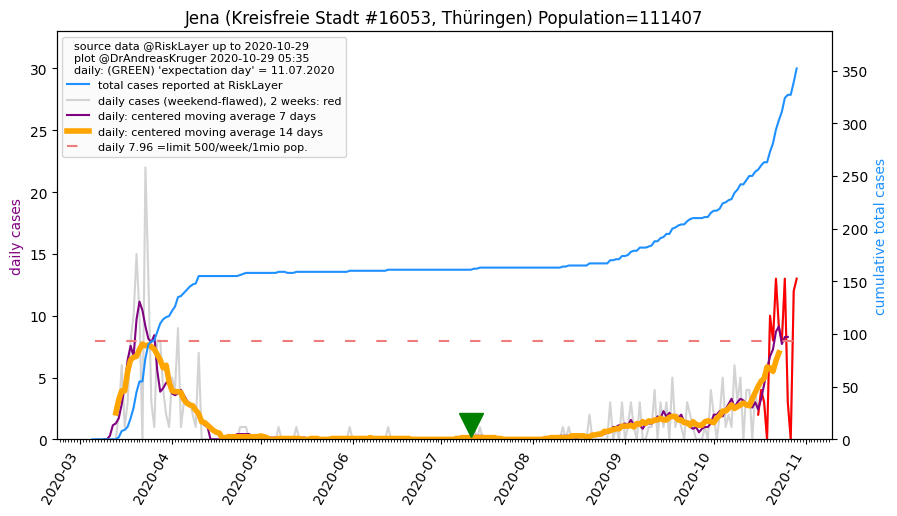 Jena (Kreisfreie Stadt #16053, Thüringen) Population=111407
source data @RiskLayer up to 2020-10-29
plot @DrAndreasKruger 2020-10-29 05:35
daily: (GREEN) 'expectation day' = 11.07.2020
total cases reported at RiskLayer
daily cases (weekend-flawed), 2 weeks: red
daily: centered moving average 7 days
daily: centered moving average 14 days
daily 7.96 =limit 500/week/1mio pop.
daily cases
30
25
20
15
10
5
0
350
300
250
200
150
100
50
0
cumulative total cases
2020-03
2020-04
2020-05
2020-06
2020-07
2020-08
2020-09
2020-10
2020-11